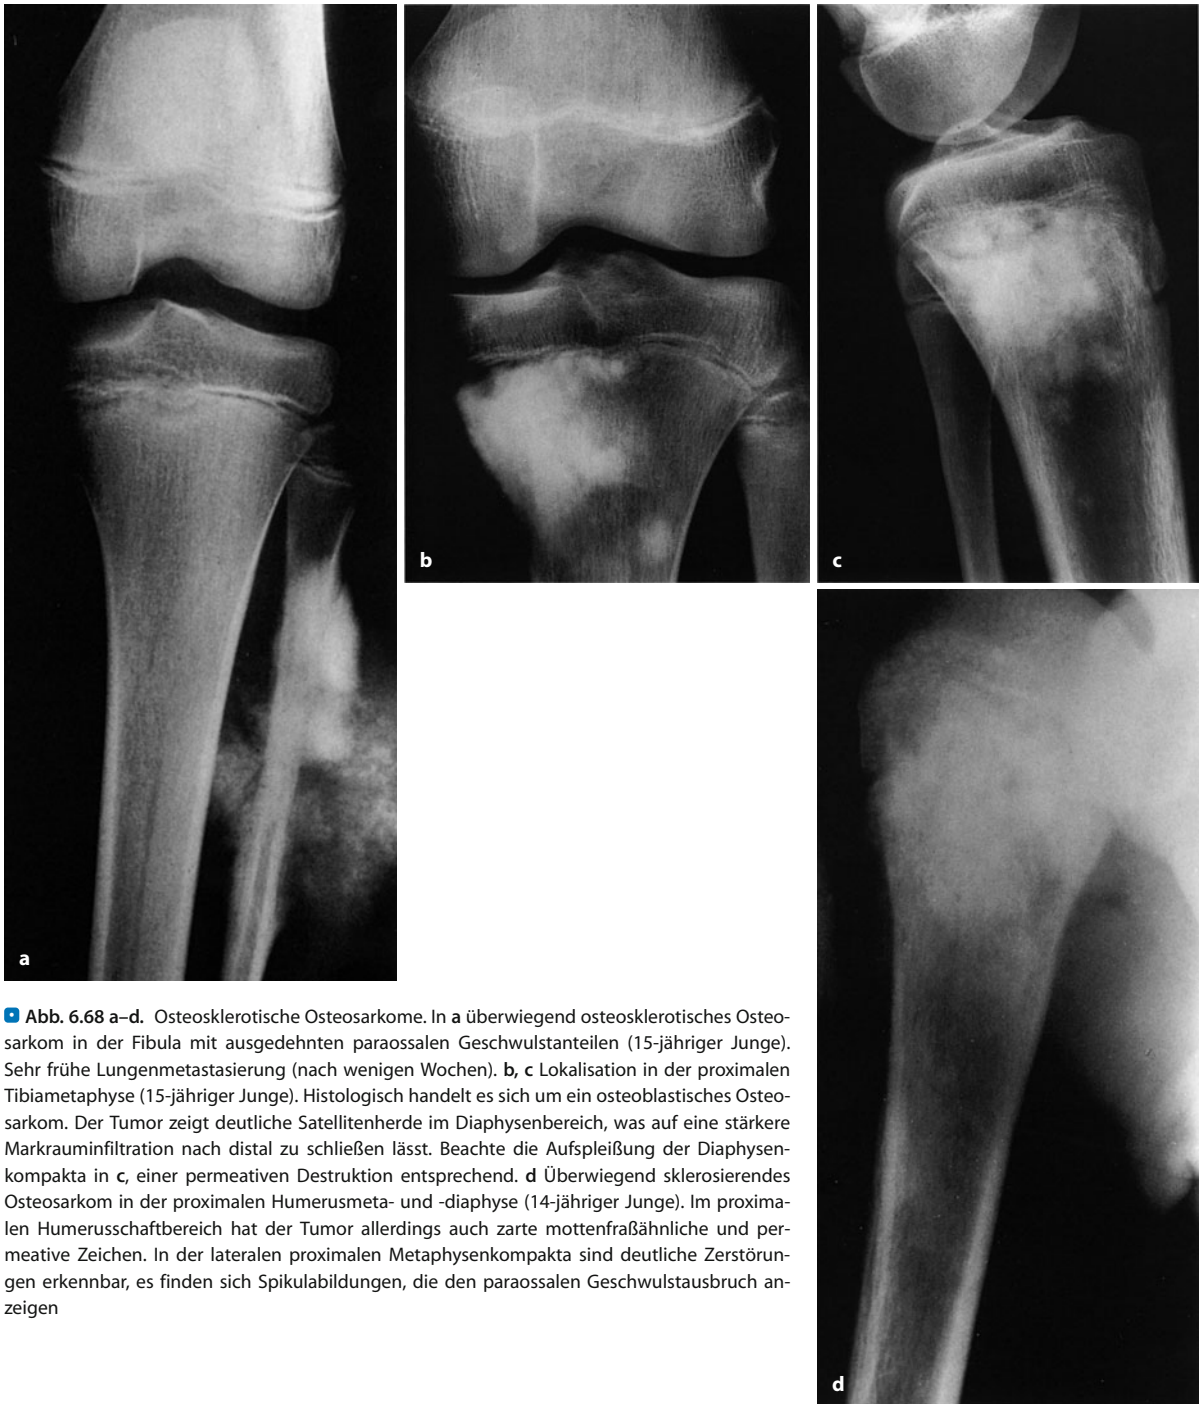 a
b
c
d
Abb. 6.68 a–d. Osteosklerotische Osteosarkome. In a überwiegend osteosklerotisches Osteo-
sarkom in der Fibula mit ausgedehnten paraossalen Geschwulstanteilen (15-jähriger Junge).
Sehr frühe Lungenmetastasierung (nach wenigen Wochen). b, c Lokalisation in der proximalen
Tibiametaphyse (15-jähriger Junge). Histologisch handelt es sich um ein osteoblastisches Osteo-
sarkom. Der Tumor zeigt deutliche Satellitenherde im Diaphysenbereich, was auf eine stärkere
Markrauminfiltration nach distal zu schließen lässt. Beachte die Aufspleißung der Diaphysen-
kompakta in c, einer permeativen Destruktion entsprechend. d Überwiegend sklerosierendes
Osteosarkom in der proximalen Humerusmeta- und -diaphyse (14-jähriger Junge). Im proxima-
len Humerusschaftbereich hat der Tumor allerdings auch zarte mottenfraßähnliche und per-
meative Zeichen. In der lateralen proximalen Metaphysenkompakta sind deutliche Zerstörun-
gen erkennbar, es finden sich Spikulabildungen, die den paraossalen Geschwulstausbruch an-
zeigen